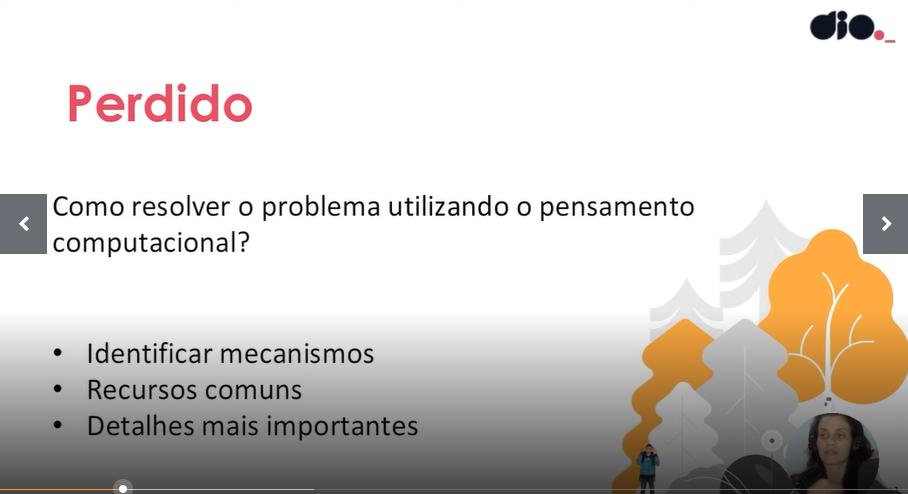 dio._
Perdido
Como resolver o problema utilizando o pensamento
computacional?
• Identificar mecanismos
• Recursos comuns
• Detalhes mais importantes